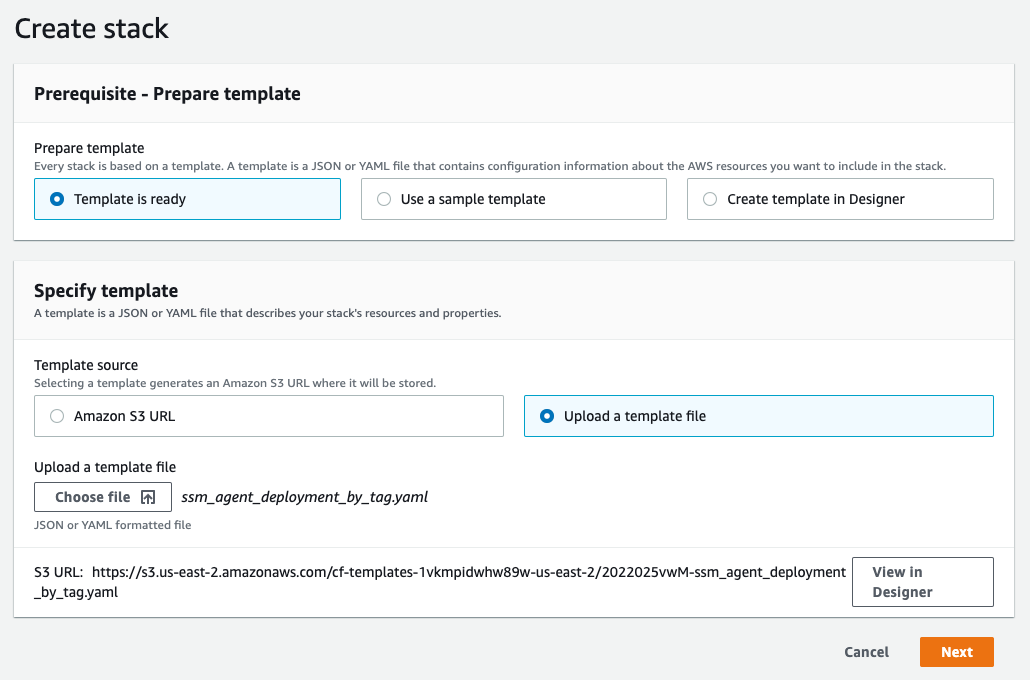 Create stack
Prerequisite - Prepare template
Prepare template
Every stack is based on a template. A template is a JSON or YAML file that contains configuration information about the AWS resources you want to include in the stack.
Template is ready
Use a sample template
Create template in Designer
Specify template
A template is a JSON or YAML file that describes your stack's resources and properties.
Template source
Selecting a template generates an Amazon S3 URL where it will be stored.
Amazon S3 URL
Upload a template file
Upload a template file
Choose file
ssm_agent_deployment_by_tag.yaml
JSON or YAML formatted file
S3 URL: https://s3.us-east-2.amazonaws.com/cf-templates-1vkmpidwhw89w-us-east-2/2022025vwM-ssm_agent_deployment
_by_tag.yaml
View in
Designer
Cancel
Next